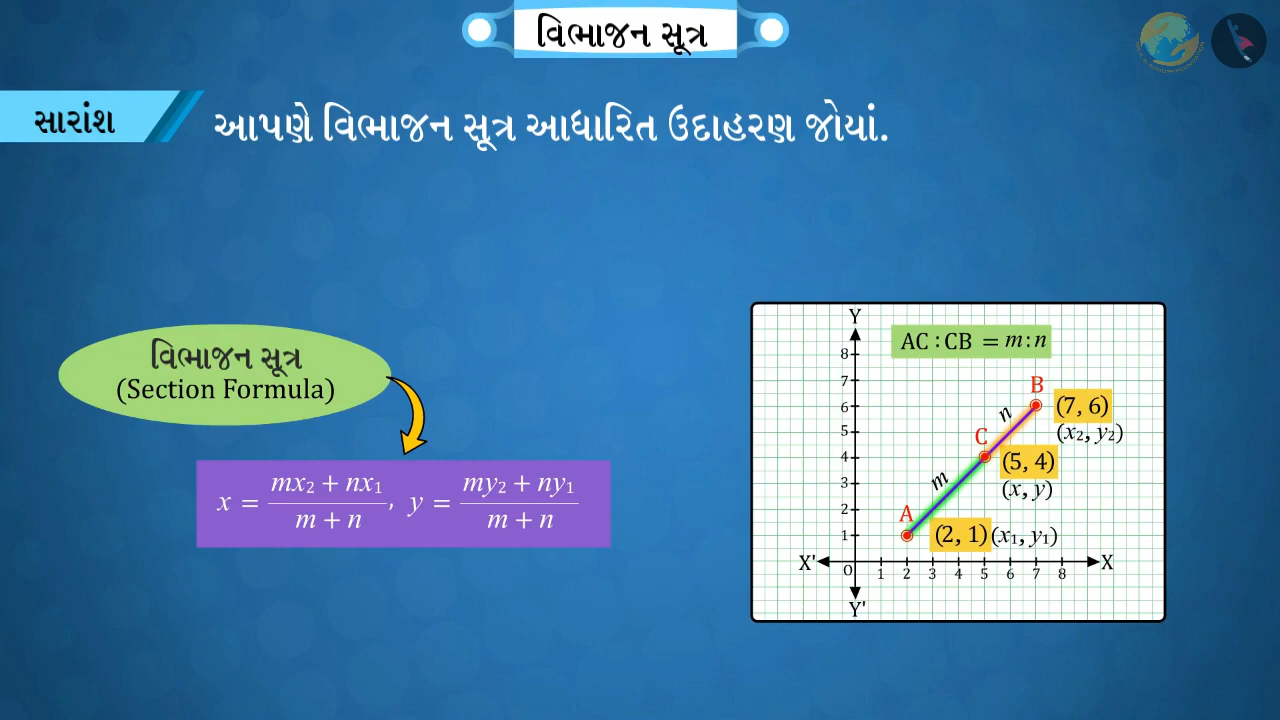 વિભાજન સૂત્ર
સારાંશ
આપણે વિભાજન સૂત્ર આધારિત ઉદાહરણ જોયાં.
વિભાજન સૂત્ર
(Section Formula)
x = (mx₂ + nx₁)/(m + n), y = (my₂ + ny₁)/(m + n)
Y
AC : CB = m : n
8
7
6
5
4
3
2
1
B
(7, 6)
(x₂, y₂)
n
C
(5, 4)
(x, y)
m
A
(2, 1) (x₁, y₁)
X' O 1 2 3 4 5 6 7 8 X
Y'